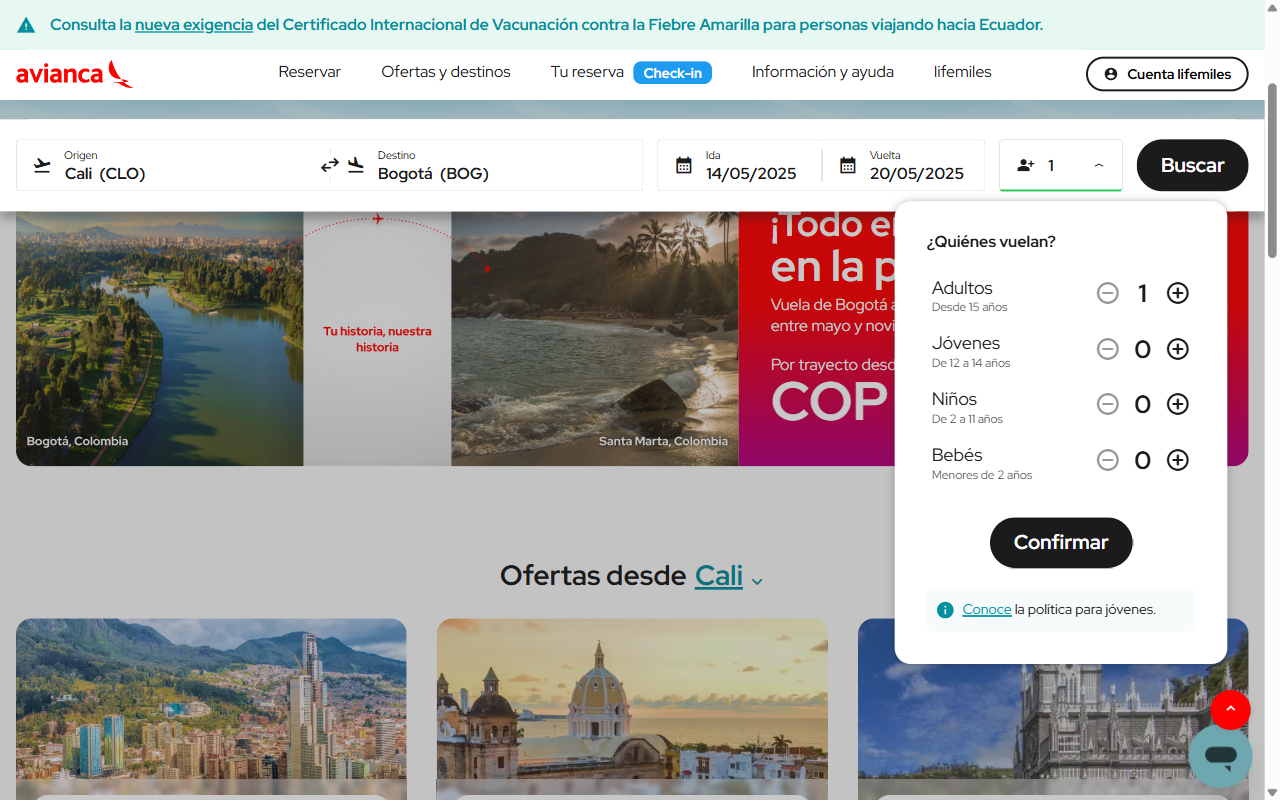 Consulta la nueva exigencia del Certificado Internacional de Vacunación contra la Fiebre Amarilla para personas viajando hacia Ecuador.
avianca
Reservar
Ofertas y destinos
Tu reserva
Check-in
Información y ayuda
lifemiles
Cuenta lifemiles
Origen
Cali (CLO)
Destino
Bogotá (BOG)
Ida
14/05/2025
Vuelta
20/05/2025
1
Buscar
Bogotá, Colombia
Tu historia, nuestra
historia
Santa Marta, Colombia
¡Todo
en la
Vuela de Bogotá
entre mayo y
Por trayecto
COP
¿Quiénes vuelan?
Adultos
Desde 15 años
1
Jóvenes
De 12 a 14 años
0
Niños
De 2 a 11 años
0
Bebés
Menores de 2 años
0
Confirmar
Conoce la política para jóvenes.
Ofertas desde Cali